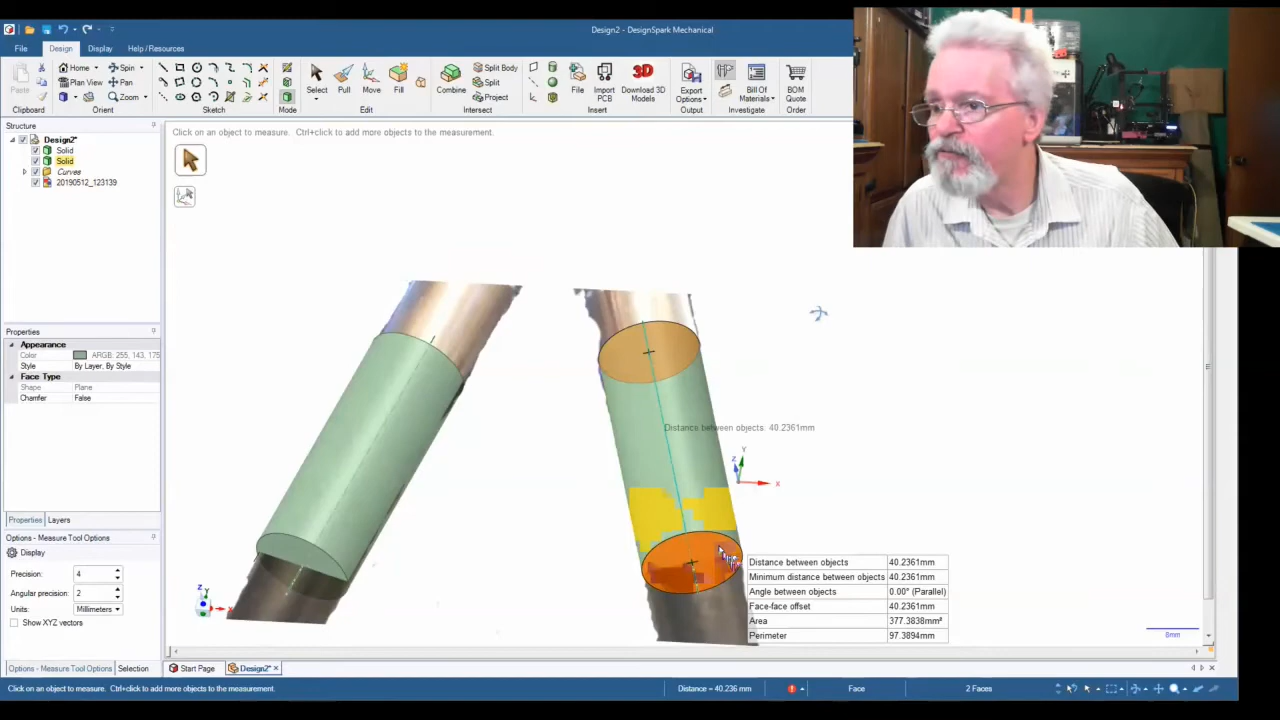 Design2 - DesignSpark Mechanical
File Design Display Help / Resources
Home Spin
Plan View Pan
Zoom
Paste Select Pull Move Fill Combine Split Body Split Project File Import PCB Download 3D Models Export Options Bill Of Materials BOM Quote
3D
Clipboard Orient Sketch Mode Edit Intersect Insert Output Investigate Order
Structure
Design2*
Solid
Solid
Curves
20190512_123139
Click on an object to measure. Ctrl+click to add more objects to the measurement.
Properties
Appearance
Color ARGB: 255, 143, 175
Style By Layer, By Style
Face Type
Shape Plane
Chamfer False
Properties Layers
Options - Measure Tool Options
Display
Precision: 4
Angular precision: 2
Units: Millimeters
Show XYZ vectors
Options - Measure Tool Options Selection
Distance between objects: 40.2361mm
Y
Z
X
Distance between objects 40.2361mm
Minimum distance between objects 40.2361mm
Angle between objects 0.00° (Parallel)
Face-face offset 40.2361mm
Area 377.3838mm²
Perimeter 97.3894mm
Z
Y
X
8mm
Start Page Design2*
Click on an object to measure. Ctrl+click to add more objects to the measurement. Distance = 40.236 mm Face 2 Faces